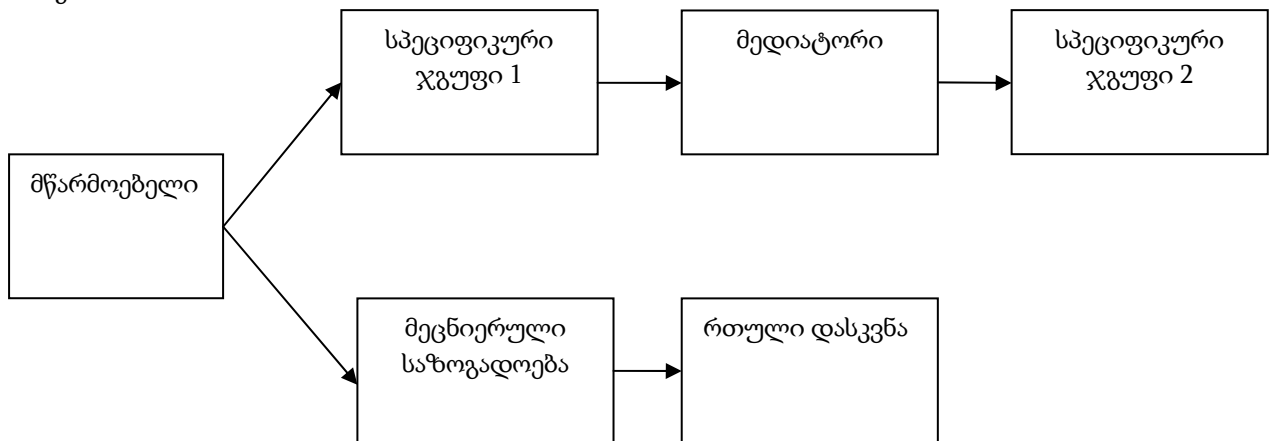 სპეციფიკური
ჯგუფი 1
მედიატორი
სპეციფიკური
ჯგუფი 2
მწარმოებელი
მეცნიერული
საზოგადოება
რთული დასკვნა